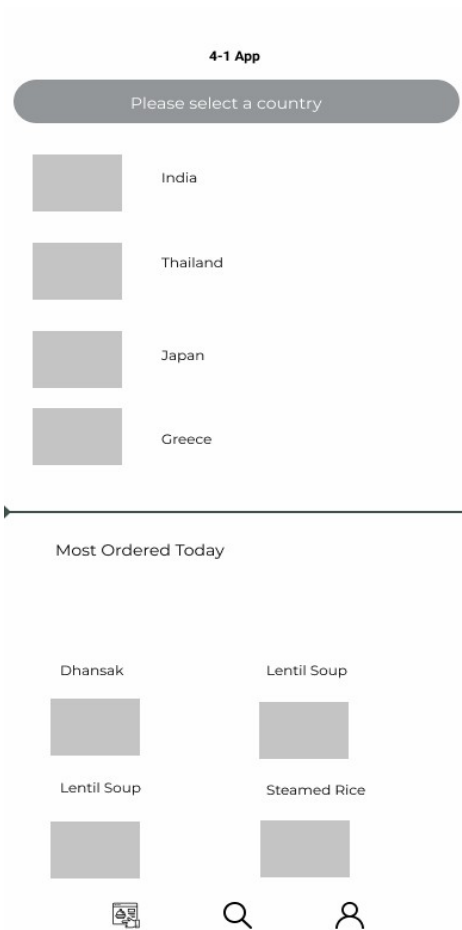 4-1 App
Please select a country
India
Thailand
Japan
Greece
Most Ordered Today
Dhansak
Lentil Soup
Lentil Soup
Steamed Rice